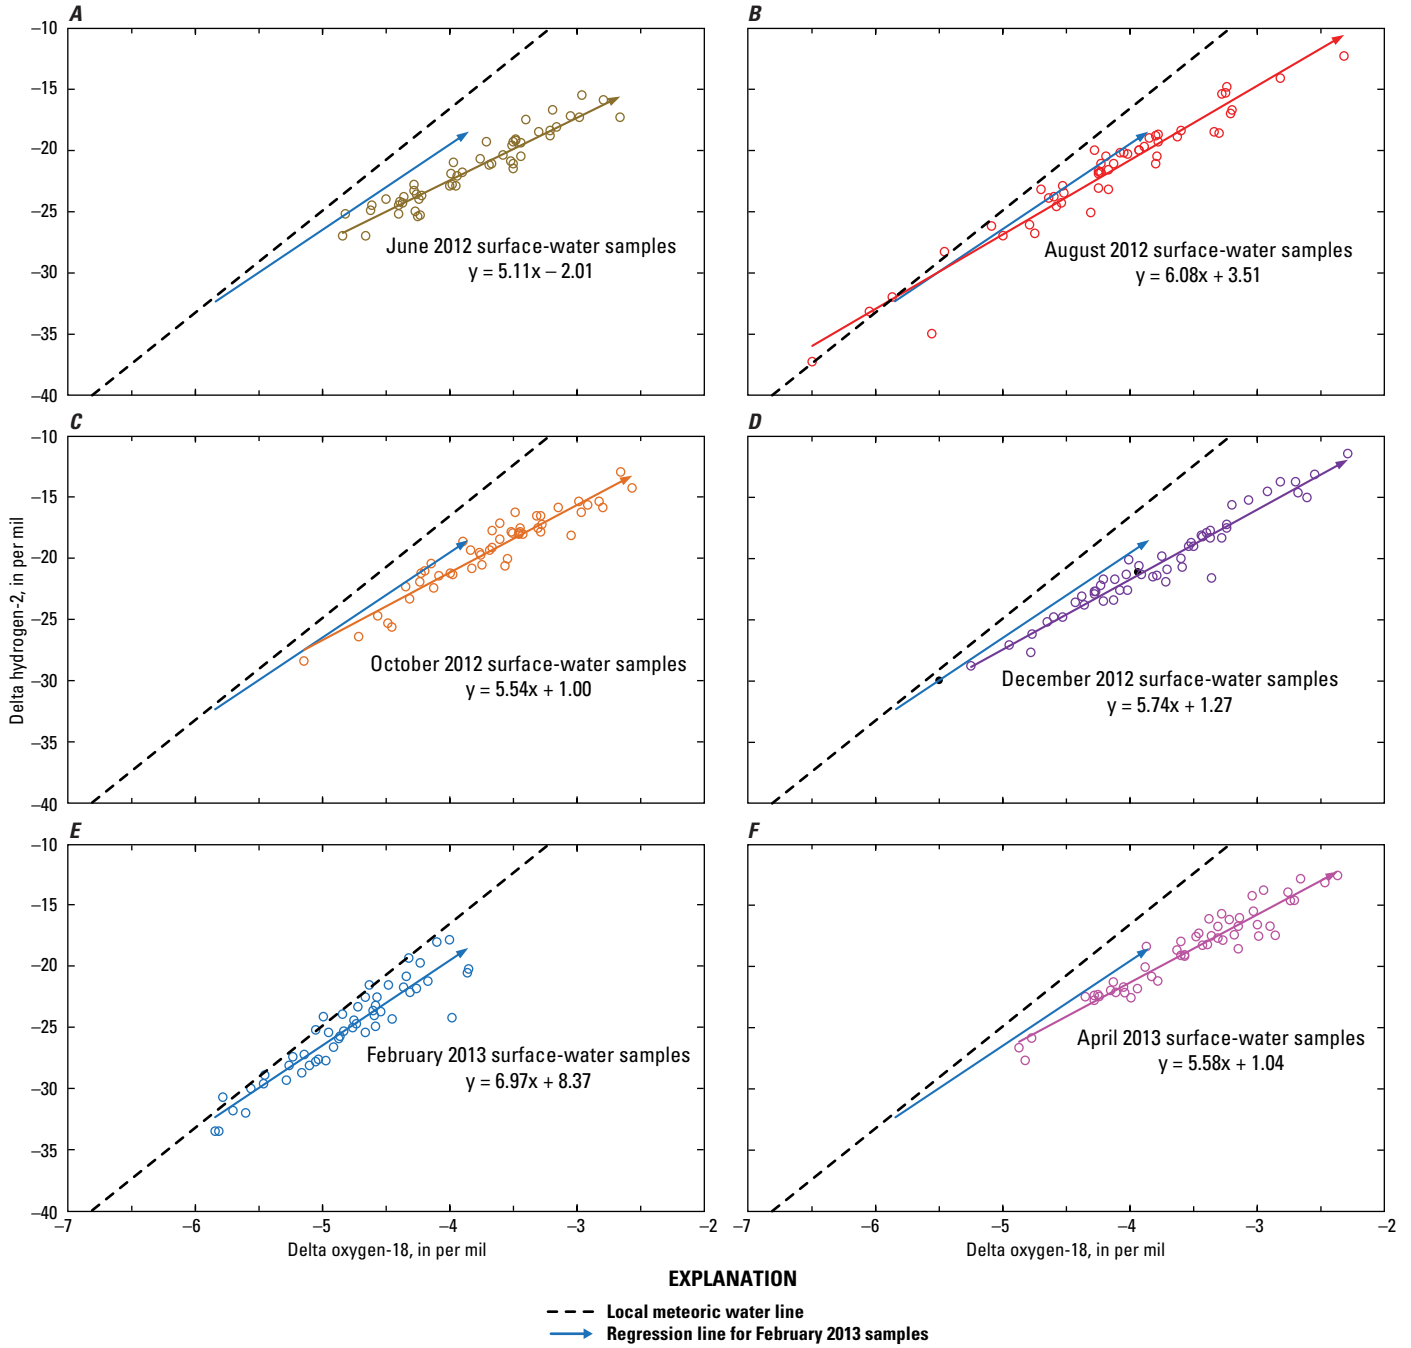 A
B
–10
–15
–20
–25
–30
–35
–40
June 2012 surface-water samples
y = 5.11x – 2.01
August 2012 surface-water samples
y = 6.08x + 3.51
C
D
–10
–15
–20
–25
–30
–35
–40
October 2012 surface-water samples
y = 5.54x + 1.00
December 2012 surface-water samples
y = 5.74x + 1.27
Delta hydrogen-2, in per mil
E
F
–10
–15
–20
–25
–30
–35
–40
February 2013 surface-water samples
y = 6.97x + 8.37
April 2013 surface-water samples
y = 5.58x + 1.04
–7 –6 –5 –4 –3 –2
–7 –6 –5 –4 –3 –2
Delta oxygen-18, in per mil
Delta oxygen-18, in per mil
EXPLANATION
Local meteoric water line
Regression line for February 2013 samples